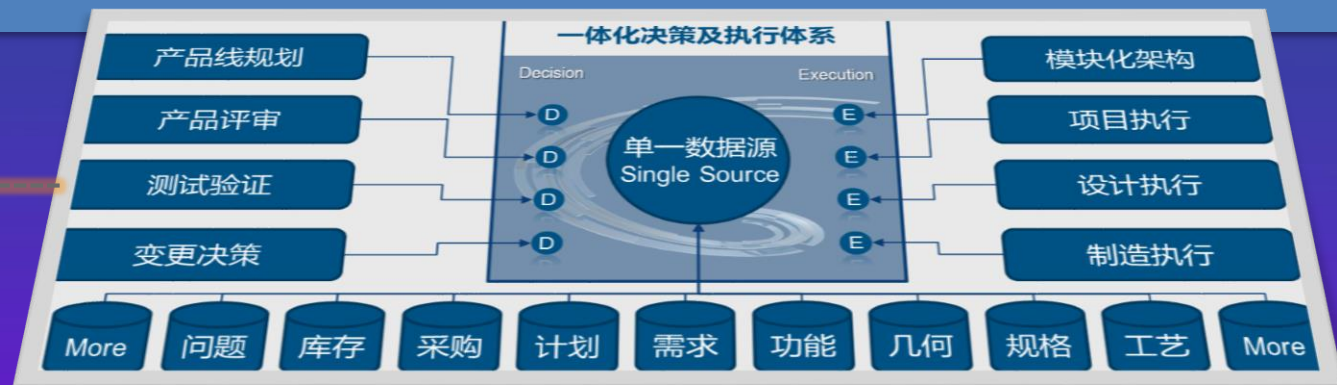 一体化决策及执行体系
Decision
Execution
产品线规划
产品评审
测试验证
变更决策
D
D
D
D
单一数据源
Single Source
E
E
E
E
模块化架构
项目执行
设计执行
制造执行
More
问题
库存
采购
计划
需求
功能
几何
规格
工艺
More